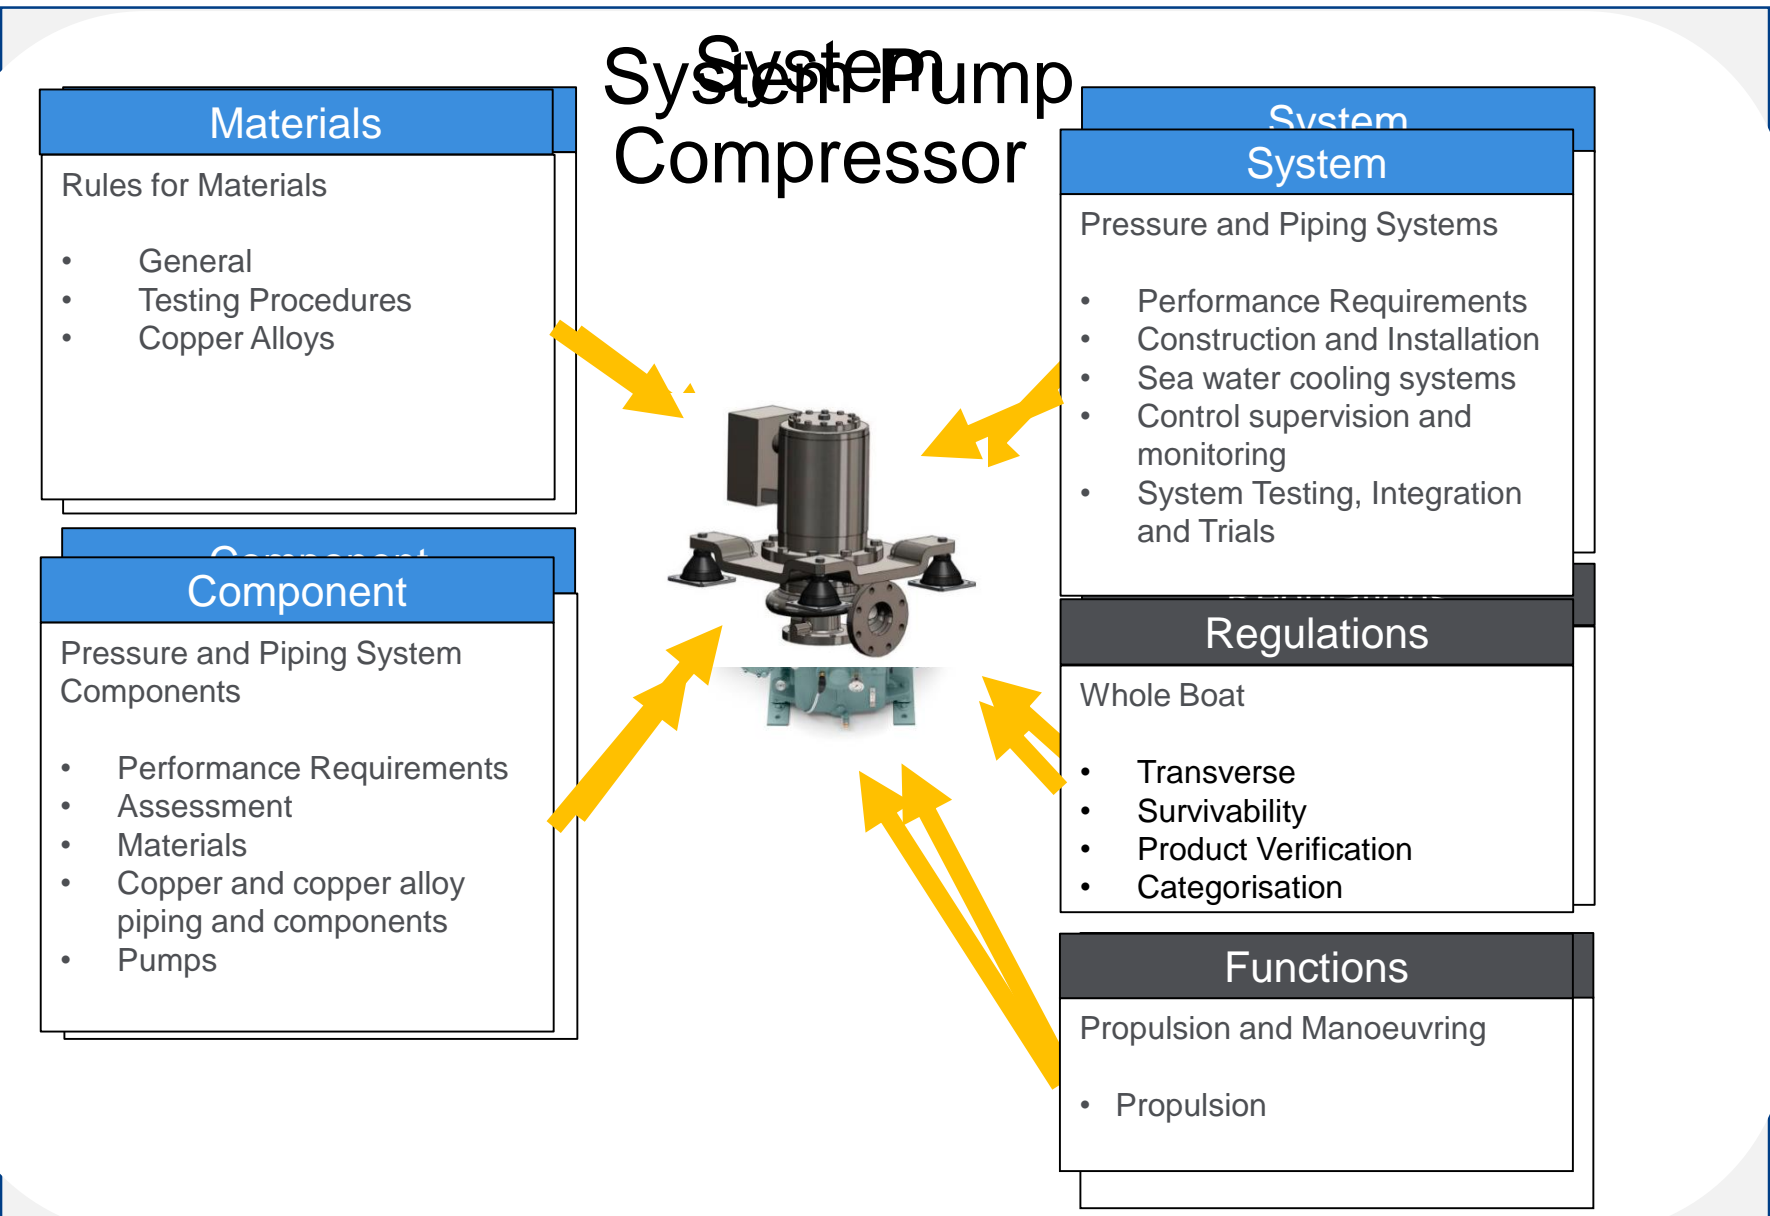 System
System Pump
Compressor
Materials
Rules for Materials
• General
• Testing Procedures
• Copper Alloys
Component
Component
Pressure and Piping System
Components
• Performance Requirements
• Assessment
• Materials
• Copper and copper alloy
piping and components
• Pumps
System
System
Pressure and Piping Systems
• Performance Requirements
• Construction and Installation
• Sea water cooling systems
• Control supervision and
monitoring
• System Testing, Integration
and Trials
Regulations
Whole Boat
• Transverse
• Survivability
• Product Verification
• Categorisation
Functions
Propulsion and Manoeuvring
• Propulsion